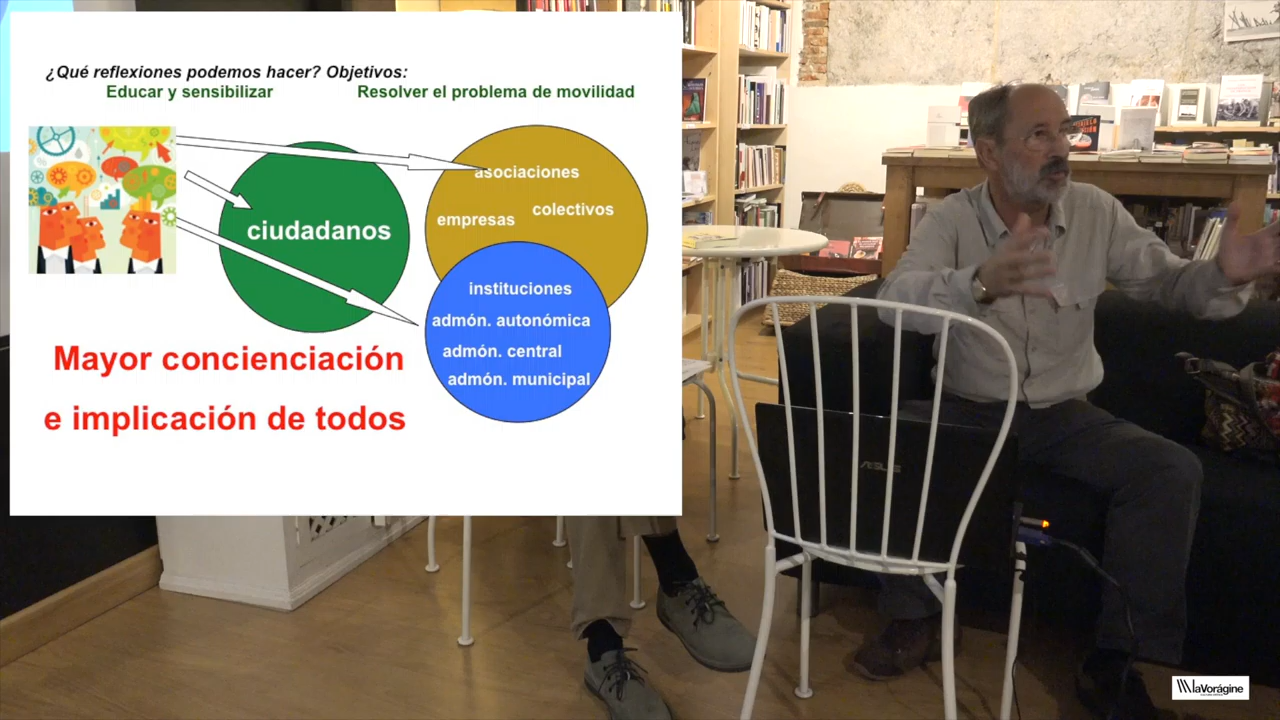 ¿Qué reflexiones podemos hacer? Objetivos:
Educar y sensibilizar Resolver el problema de movilidad
asociaciones
colectivos
empresas
ciudadanos
instituciones
admón. autonómica
admón. central
admón. municipal
Mayor concienciación
e implicación de todos
ASUS
laVorágine